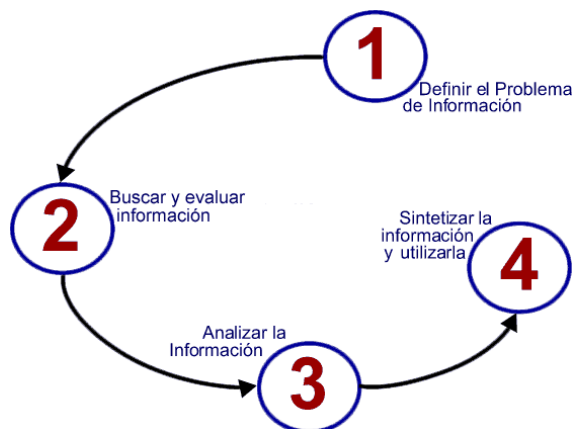 1
Definir el Problema
de Información
2
Buscar y evaluar
información
3
Analizar la
Información
4
Sintetizar la
información
y utilizarla